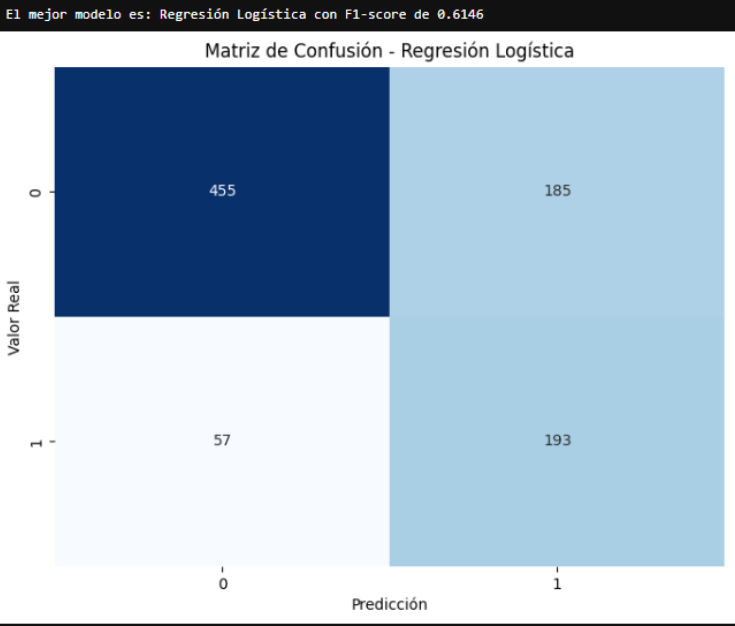 El mejor modelo es: Regresión Logística con F1-score de 0.6146
Matriz de Confusión - Regresión Logística
0
455
185
Valor Real
1
57
193
0
1
Predicción